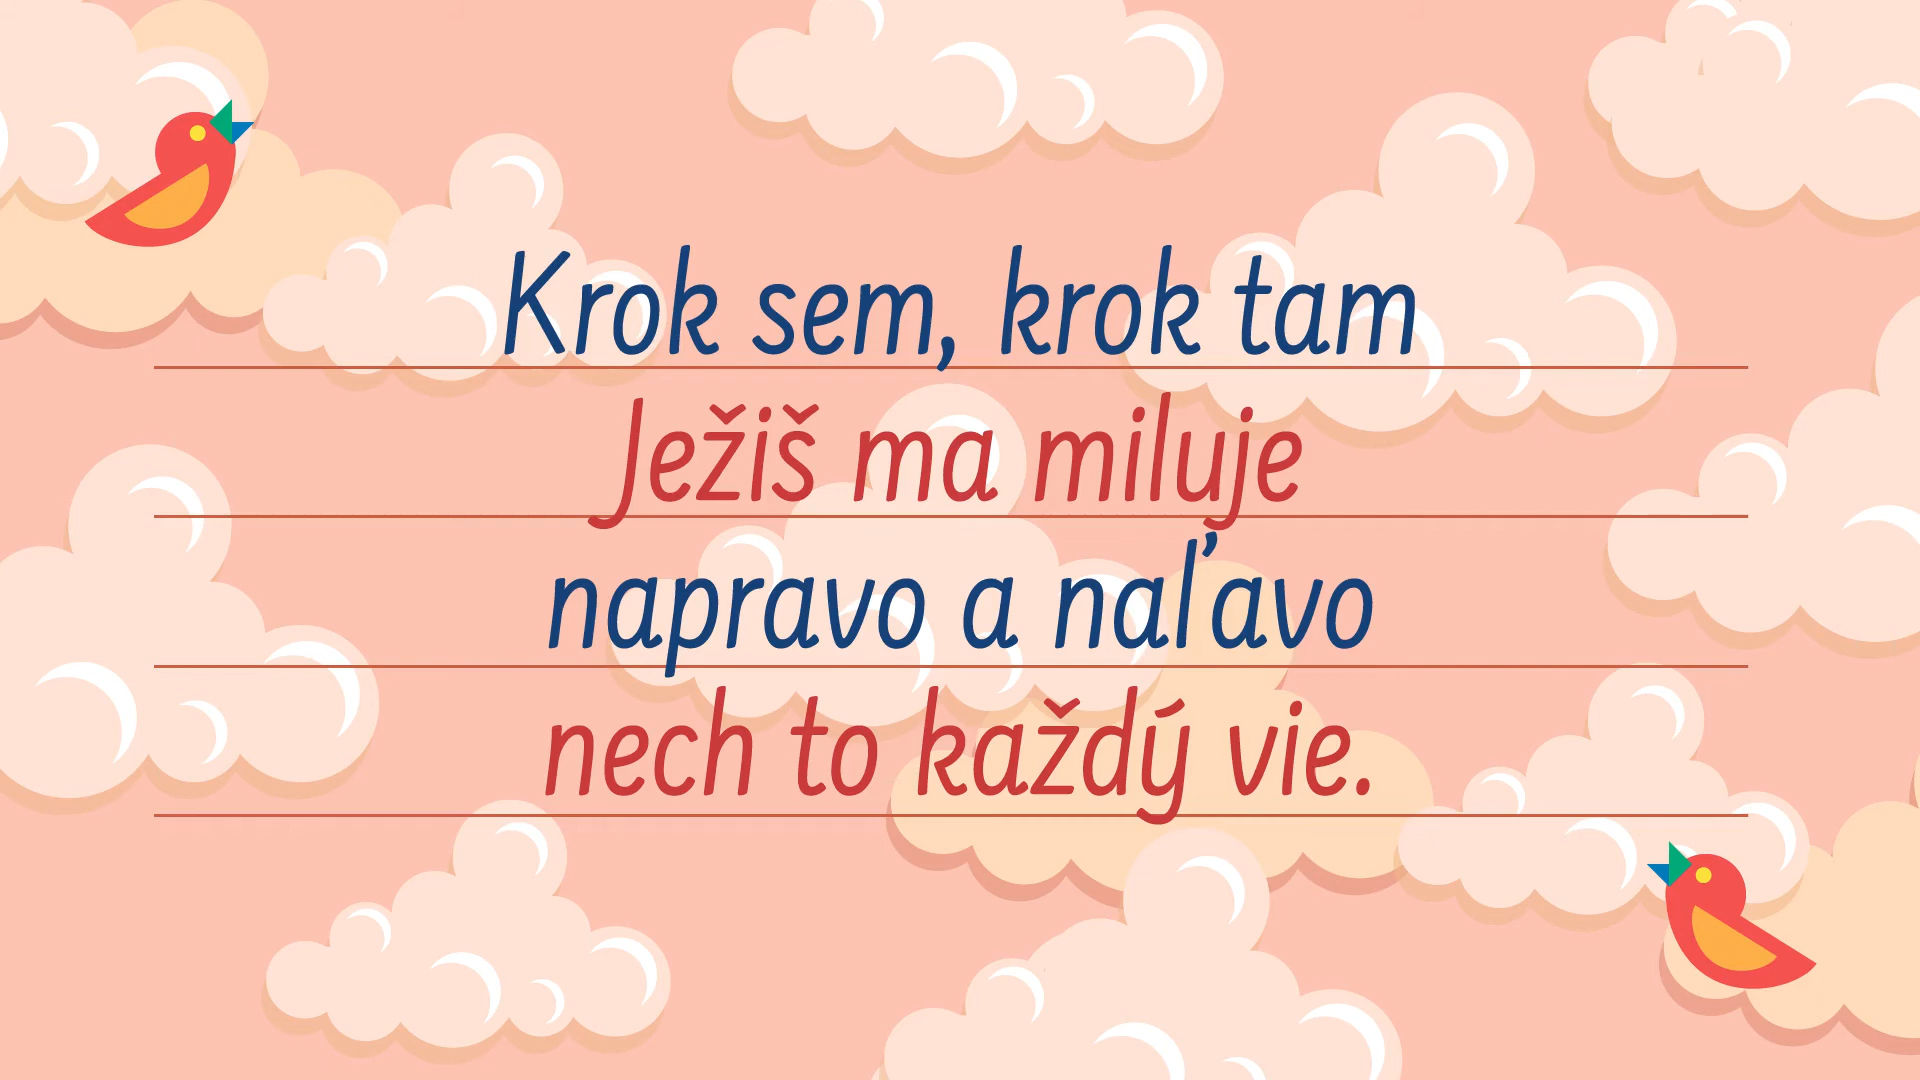 Krok sem, krok tam
Ježiš ma miluje
napravo a naľavo
nech to každý vie.